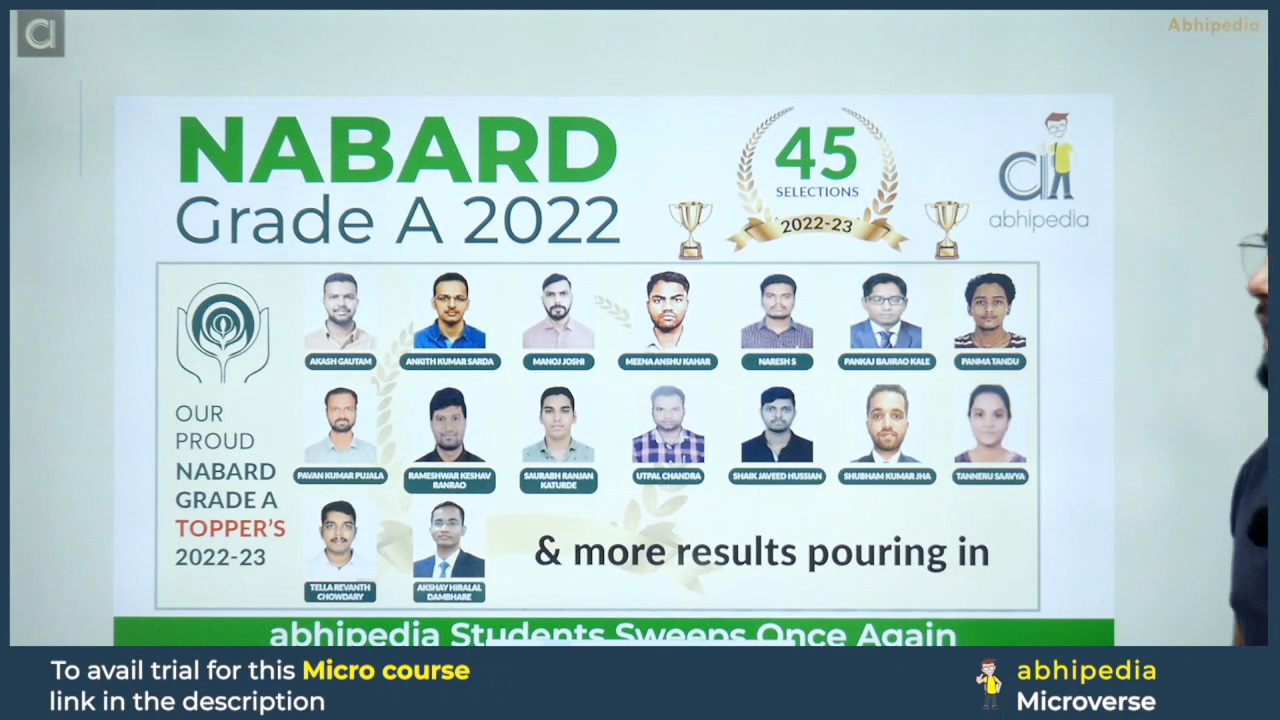 Abhipedia
NABARD
Grade A 2022
45
SELECTIONS
2022-23
abhipedia
OUR
PROUD
NABARD
GRADE A
TOPPER'S
2022-23
AKASH GAUTAM
ANKITH KUMAR SARDA
MANOJ JOSHI
MEENA ANSHU KAHAR
NARESH S
PANKAJ BAJIRAO KALE
PANMA TANDU
PAVAN KUMAR PUJALA
RAMESHWAR KESHAV
RANRAO
SAURABH RANJAN
KATURDE
UTPAL CHANDRA
SHAIK JAVEED HUSSIAN
SHUBHAM KUMAR JHA
TANNERU SAAVYA
TELLA REVANTH
CHOWDARY
AKSHAY HIRALAL
DAMBHARE
& more results pouring in
abhipedia Students Sweeps Once Again
To avail trial for this Micro course
link in the description
abhipedia
Microverse